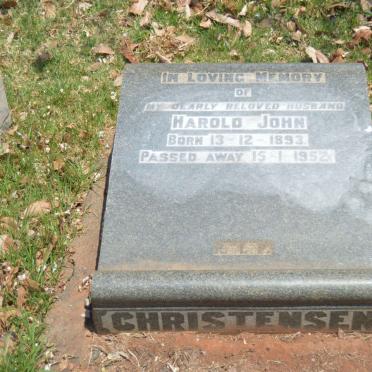 In Loving Memory
OF
MY DEARLY BELOVED HUSBAND
HAROLD JOHN
BORN 13-12-1893
PASSED AWAY 15-1-1952
R.I.P.
CHRISTENSEN